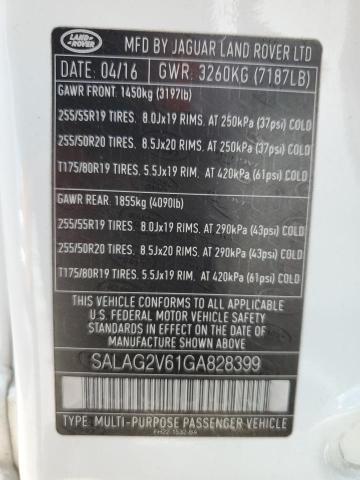 LAND-
ROVER
MFD BY JAGUAR LAND ROVER LTD
DATE: 04/16 GWR: 3260KG (7187LB)
GAWR FRONT: 1450kg (3197lb)
255/55R19 TIRES. 8.0Jx19 RIMS. AT 250kPa (37psi) COLD
255/50R20 TIRES. 8.5Jx20 RIMS. AT 250kPa (37psi) COLD
T175/80R19 TIRES. 5.5Jx19 RIM. AT 420kPa (61psi) COLD
GAWR REAR. 1855kg (4090lb)
255/55R19 TIRES. 8.0Jx19 RIMS. AT 290kPa (43psi) COLD
255/50R20 TIRES. 8.5Jx20 RIMS. AT 290kPa (43psi) COLD
T175/80R19 TIRES. 5.5Jx19 RIM. AT 420kPa (61psi) COLD
THIS VEHICLE CONFORMS TO ALL APPLICABLE
U.S FEDERAL MOTOR VEHICLE SAFETY
STANDARDS IN EFFECT ON THE DATE
OF MANUFACTURE SHOWN ABOVE
SALAG2V61GA828399
TYPE: MULTI-PURPOSE PASSENGER VEHICLE
FH22-1532-BA